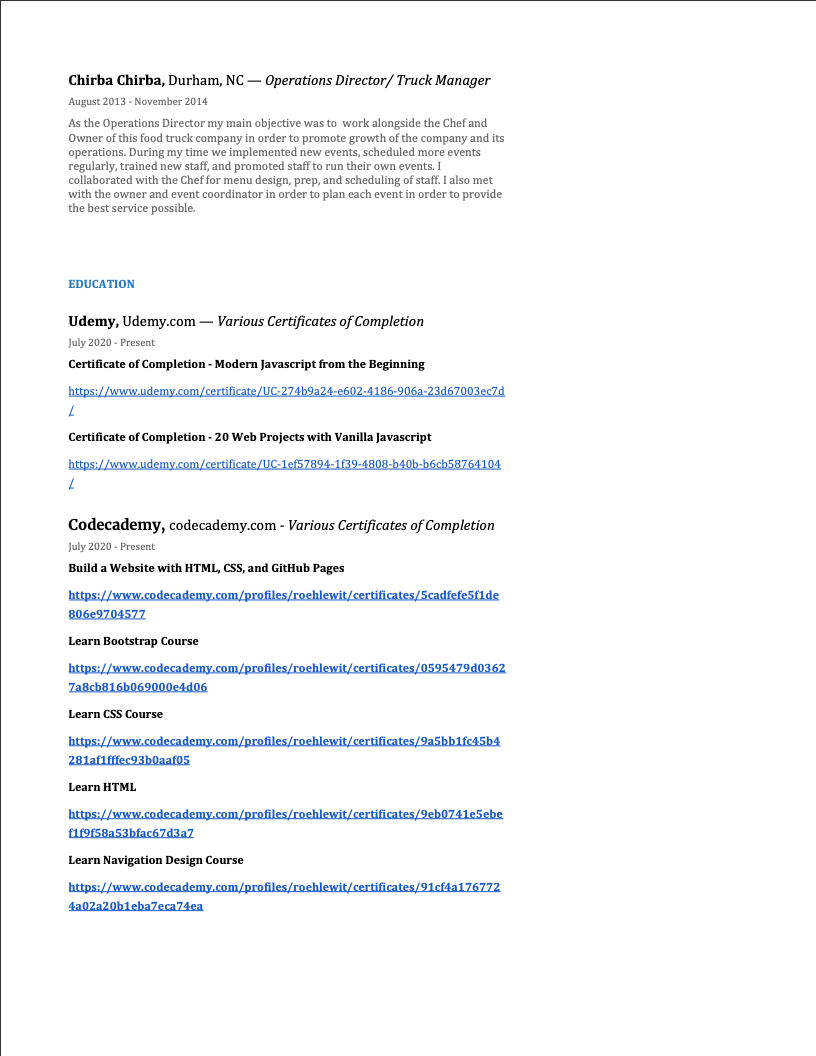 Chirba Chirba, Durham, NC — Operations Director/ Truck Manager
August 2013 - November 2014
As the Operations Director my main objective was to  work alongside the Chef and
Owner of this food truck company in order to promote growth of the company and its
operations. During my time we implemented new events, scheduled more events
regularly, trained new staff, and promoted staff to run their own events. I
collaborated with the Chef for menu design, prep, and scheduling of staff. I also met
with the owner and event coordinator in order to plan each event in order to provide
the best service possible.
EDUCATION
Udemy, Udemy.com — Various Certificates of Completion
July 2020 - Present
Certificate of Completion - Modern Javascript from the Beginning
https://www.udemy.com/certificate/UC-274b9a24-e602-4186-906a-23d67003ec7d
/
Certificate of Completion - 20 Web Projects with Vanilla Javascript
https://www.udemy.com/certificate/UC-1ef57894-1f39-4808-b40b-b6cb58764104
/
Codecademy, codecademy.com - Various Certificates of Completion
July 2020 - Present
Build a Website with HTML, CSS, and GitHub Pages
https://www.codecademy.com/profiles/roehlewit/certificates/5cadfefe5f1de
806e9704577
Learn Bootstrap Course
https://www.codecademy.com/profiles/roehlewit/certificates/0595479d0362
7a8cb816b069000e4d06
Learn CSS Course
https://www.codecademy.com/profiles/roehlewit/certificates/9a5bb1fc45b4
281af1fffec93b0aaf05
Learn HTML
https://www.codecademy.com/profiles/roehlewit/certificates/9eb0741e5ebe
f1f9f58a53bfac67d3a7
Learn Navigation Design Course
https://www.codecademy.com/profiles/roehlewit/certificates/91cf4a176772
4a02a20b1eba7eca74ea